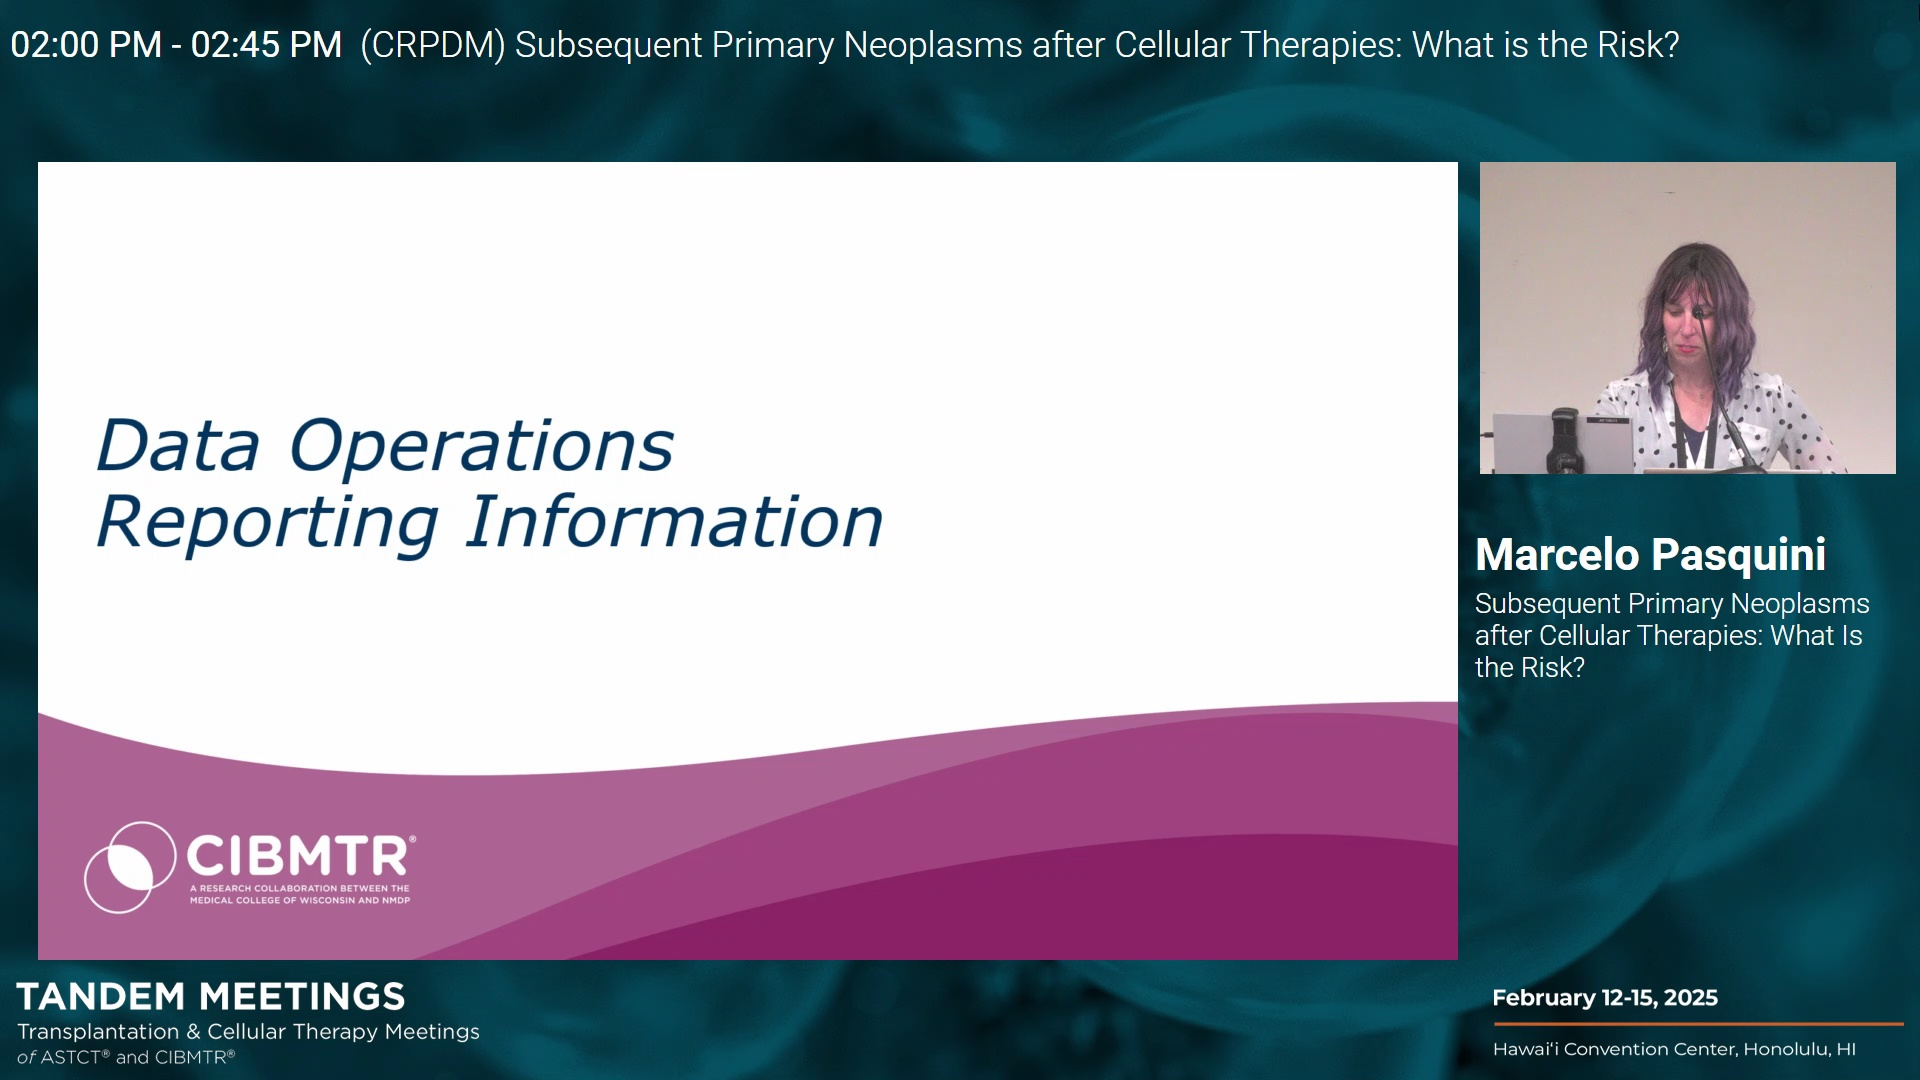 02:00 PM - 02:45 PM (CRPDM) Subsequent Primary Neoplasms after Cellular Therapies: What is the Risk?
Data Operations
Reporting Information
CIBMTR®
A RESEARCH COLLABORATION BETWEEN THE
MEDICAL COLLEGE OF WISCONSIN AND NMDP
Marcelo Pasquini
Subsequent Primary Neoplasms
after Cellular Therapies: What Is
the Risk?
TANDEM MEETINGS
Transplantation & Cellular Therapy Meetings
of ASTCT® and CIBMTR®
February 12-15, 2025
Hawaiʻi Convention Center, Honolulu, HI